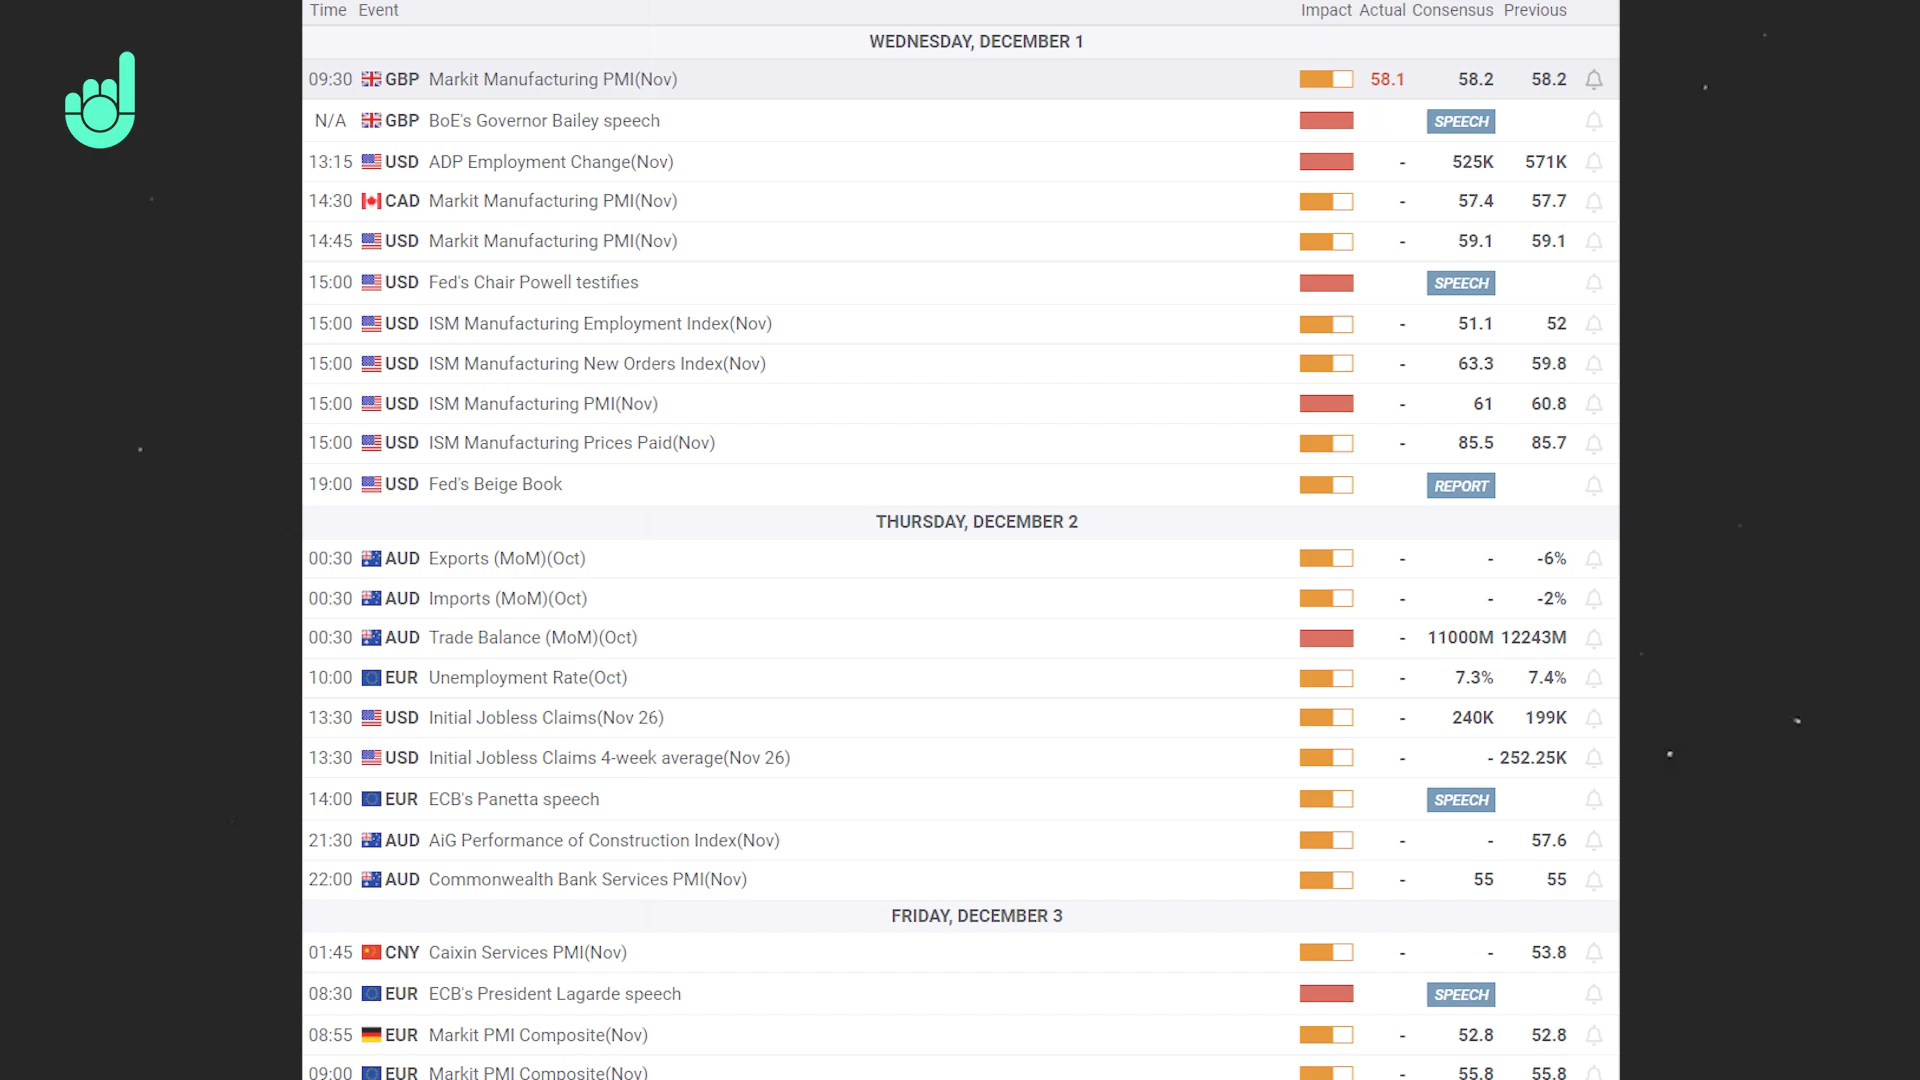 Time Event Impact Actual Consensus Previous
WEDNESDAY, DECEMBER 1
09:30 GBP Markit Manufacturing PMI(Nov) 58.1 58.2 58.2
N/A GBP BoE's Governor Bailey speech SPEECH
13:15 USD ADP Employment Change(Nov) - 525K 571K
14:30 CAD Markit Manufacturing PMI(Nov) - 57.4 57.7
14:45 USD Markit Manufacturing PMI(Nov) - 59.1 59.1
15:00 USD Fed's Chair Powell testifies SPEECH
15:00 USD ISM Manufacturing Employment Index(Nov) - 51.1 52
15:00 USD ISM Manufacturing New Orders Index(Nov) - 63.3 59.8
15:00 USD ISM Manufacturing PMI(Nov) - 61 60.8
15:00 USD ISM Manufacturing Prices Paid(Nov) - 85.5 85.7
19:00 USD Fed's Beige Book REPORT
THURSDAY, DECEMBER 2
00:30 AUD Exports (MoM)(Oct) - - -6%
00:30 AUD Imports (MoM)(Oct) - - -2%
00:30 AUD Trade Balance (MoM)(Oct) - 11000M 12243M
10:00 EUR Unemployment Rate(Oct) - 7.3% 7.4%
13:30 USD Initial Jobless Claims(Nov 26) - 240K 199K
13:30 USD Initial Jobless Claims 4-week average(Nov 26) - - 252.25K
14:00 EUR ECB's Panetta speech SPEECH
21:30 AUD AiG Performance of Construction Index(Nov) - - 57.6
22:00 AUD Commonwealth Bank Services PMI(Nov) - 55 55
FRIDAY, DECEMBER 3
01:45 CNY Caixin Services PMI(Nov) - - 53.8
08:30 EUR ECB's President Lagarde speech SPEECH
08:55 EUR Markit PMI Composite(Nov) - 52.8 52.8
09:00 EUR Markit PMI Composite(Nov) - 55.8 55.8